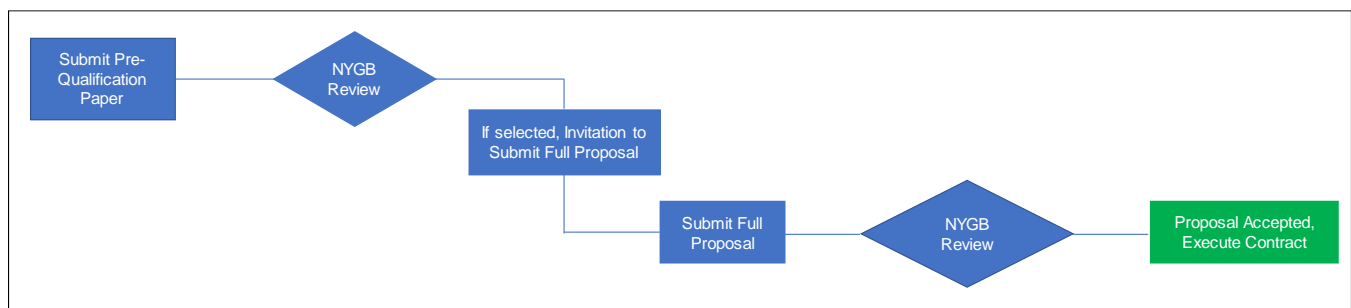 Submit Pre-
Qualification
Paper
NYGB
Review
If selected, Invitation to
Submit Full Proposal
Submit Full
Proposal
NYGB
Review
Proposal Accepted,
Execute Contract